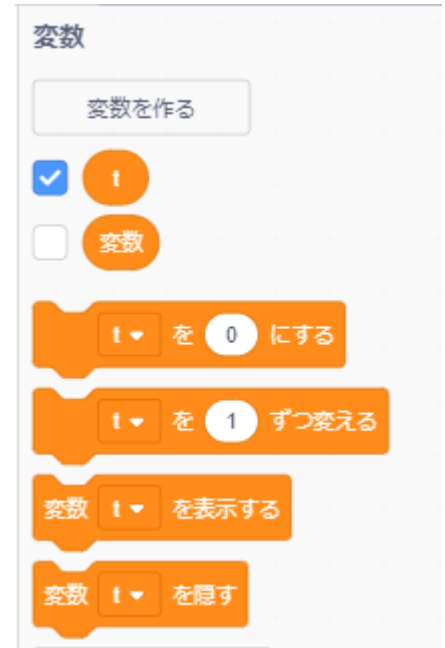 変数
変数を作る
t
変数
t を 0 にする
t を 1 ずつ変える
変数 t を表示する
変数 t を隠す